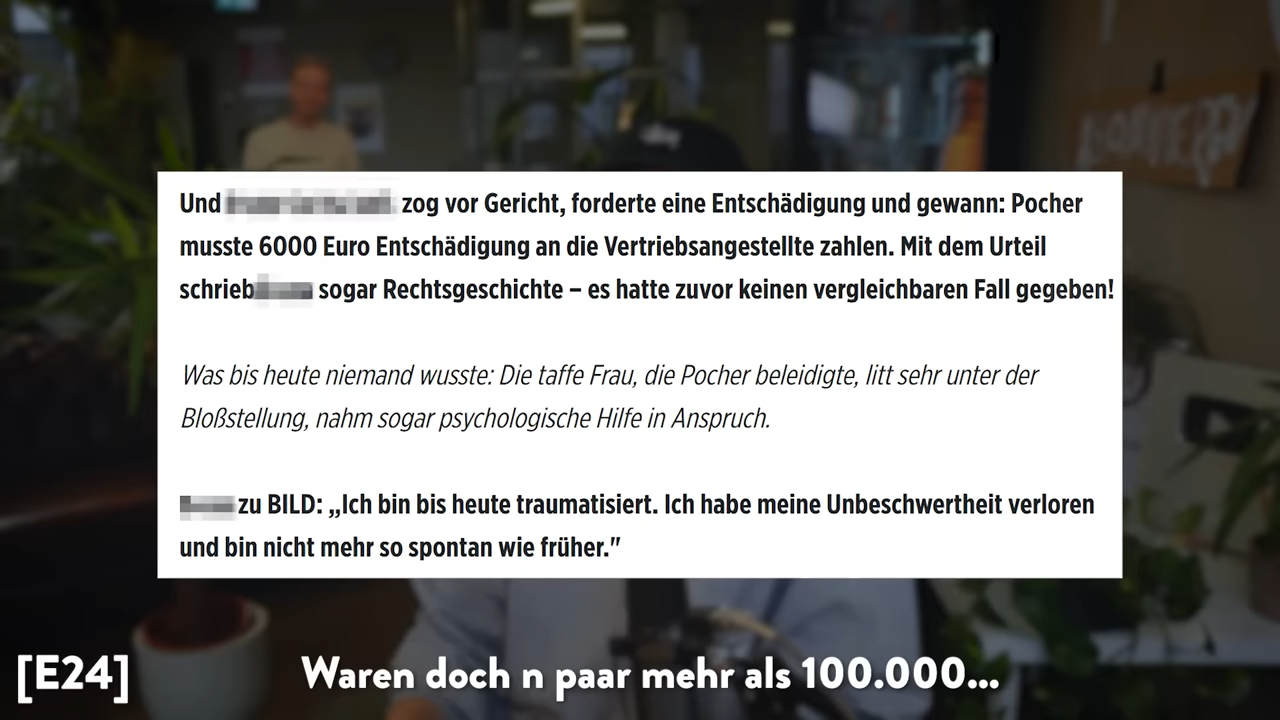 Und zog vor Gericht, forderte eine Entschädigung und gewann: Pocher
musste 6000 Euro Entschädigung an die Vertriebsangestellte zahlen. Mit dem Urteil
schrieb sogar Rechtsgeschichte – es hatte zuvor keinen vergleichbaren Fall gegeben!
Was bis heute niemand wusste: Die taffe Frau, die Pocher beleidigte, litt sehr unter der
Bloßstellung, nahm sogar psychologische Hilfe in Anspruch.
zu BILD: „Ich bin bis heute traumatisiert. Ich habe meine Unbeschwertheit verloren
und bin nicht mehr so spontan wie früher."
[E24] Waren doch n paar mehr als 100.000...